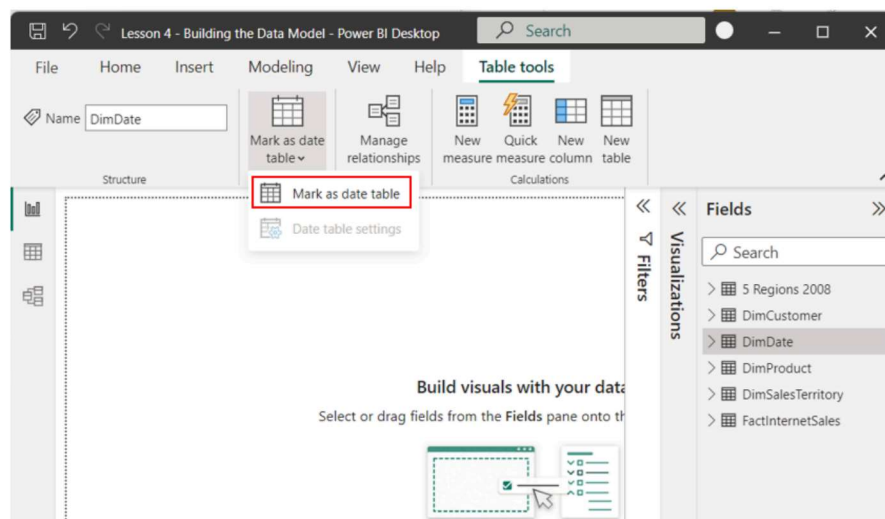 Lesson 4 - Building the Data Model - Power BI Desktop
Search
File Home Insert Modeling View Help Table tools
Name DimDate
Mark as date
table
Manage
relationships
New
measure
Quick
measure
New
column
New
table
Structure
Calculations
Mark as date table
Date table settings
Filters
Visualizations
Fields
Search
5 Regions 2008
DimCustomer
DimDate
DimProduct
DimSalesTerritory
FactInternetSales
Build visuals with your data
Select or drag fields from the Fields pane onto th